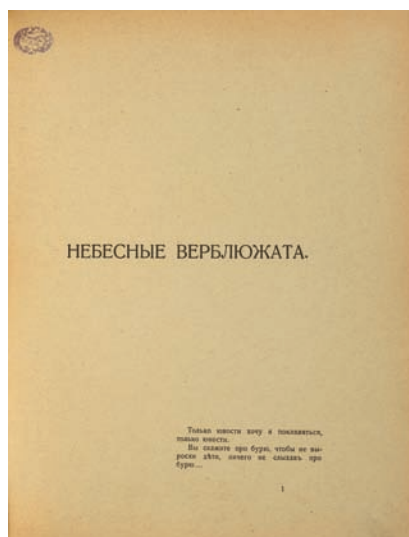 НЕБЕСНЫЕ ВЕРБЛЮЖАТА.
Только юности хочу я поклоняться,
только юности.
Вы скажите про бурю, чтобы не вы-
росли дѣти, ничего не слыхавъ про
бурю...
1